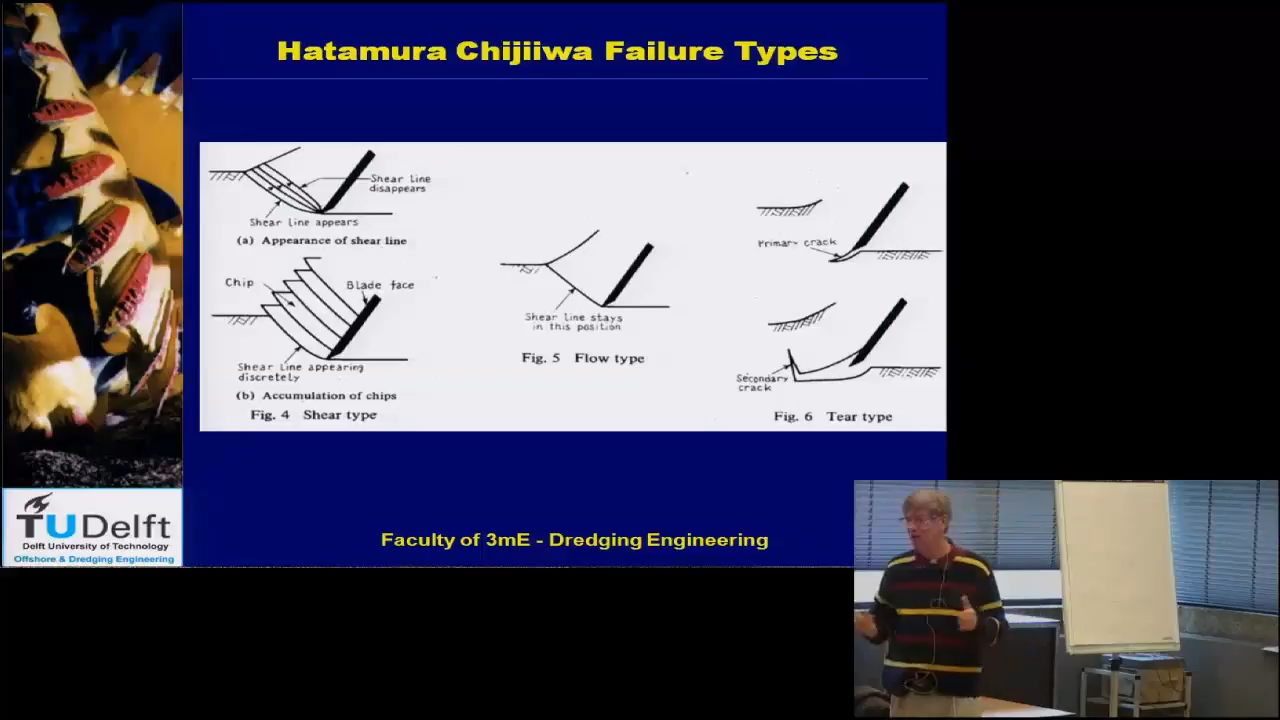 Hatamura Chijiiwa Failure Types
Shear line
disappears
Shear line appears
(a) Appearance of shear line
Chip
Blade face
Shear line appearing
discretely
(b) Accumulation of chips
Fig. 4 Shear type
Shear line stays
in this position
Fig. 5 Flow type
Primary crack
Secondary
crack
Fig. 6 Tear type
TU Delft
Delft University of Technology
Offshore & Dredging Engineering
Faculty of 3mE - Dredging Engineering